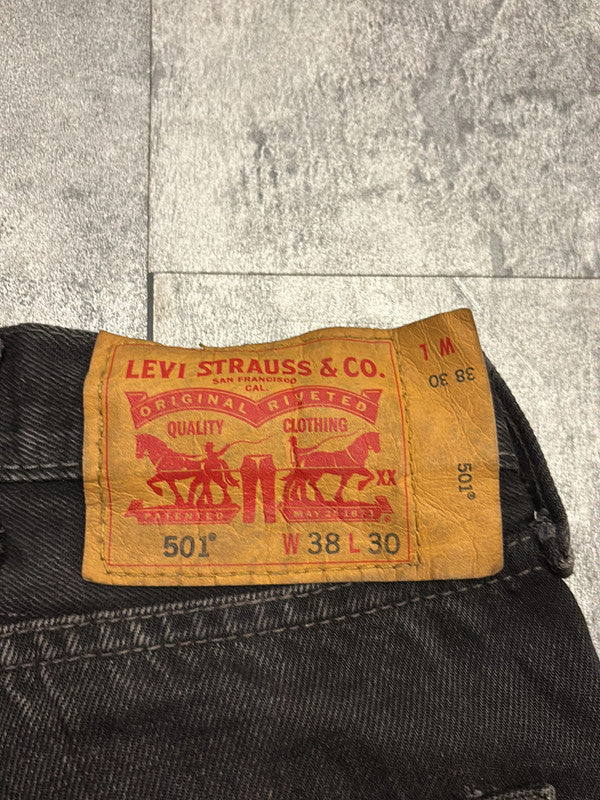 LEVI STRAUSS & CO.
SAN FRANCISCO
CAL.
ORIGINAL RIVETED
QUALITY CLOTHING
XX
PATENTED MAY 20 1873
501®
W 38 L 30
W L
38 30
501®